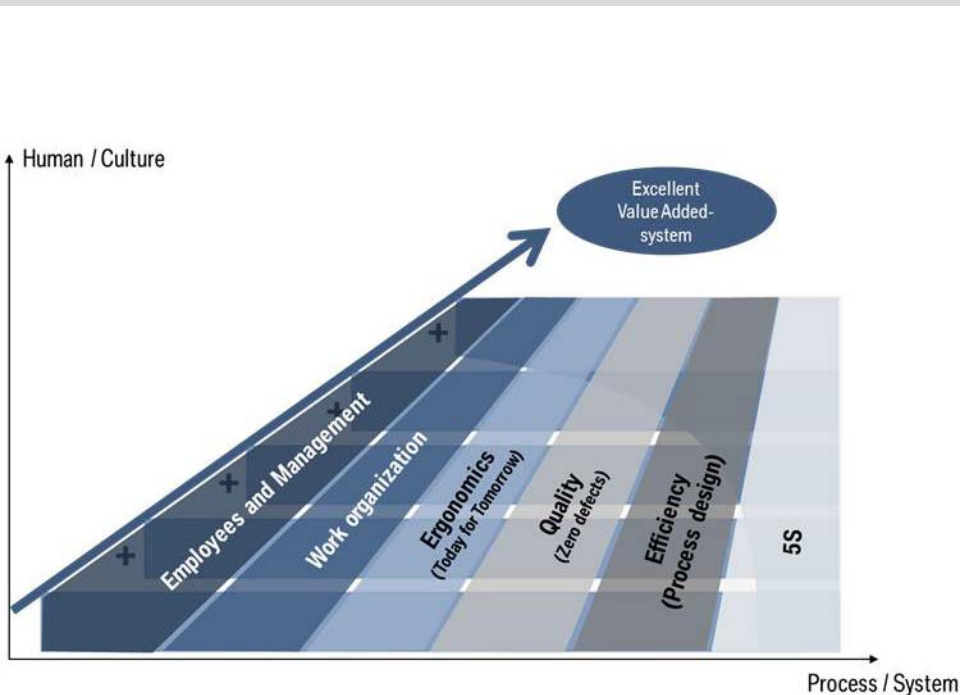 Human / Culture
Excellent
Value Added-
system
+
+
+
+
Employees and Management
Work organization
Ergonomics
(Today for Tomorrow)
Quality
(Zero defects)
Efficiency
(Process design)
5S
Process / System